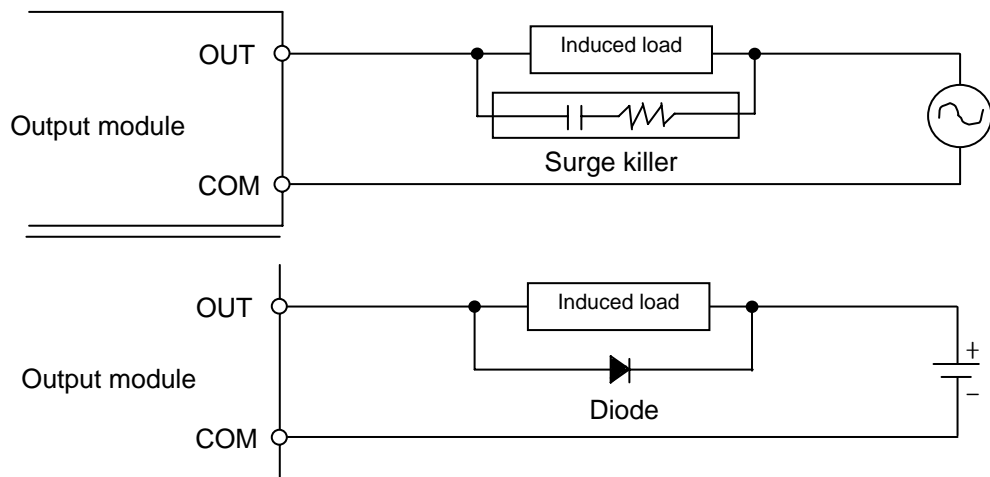 OUT
Induced load
Output module
Surge killer
COM
OUT
Induced load
+
Output module
−
Diode
COM